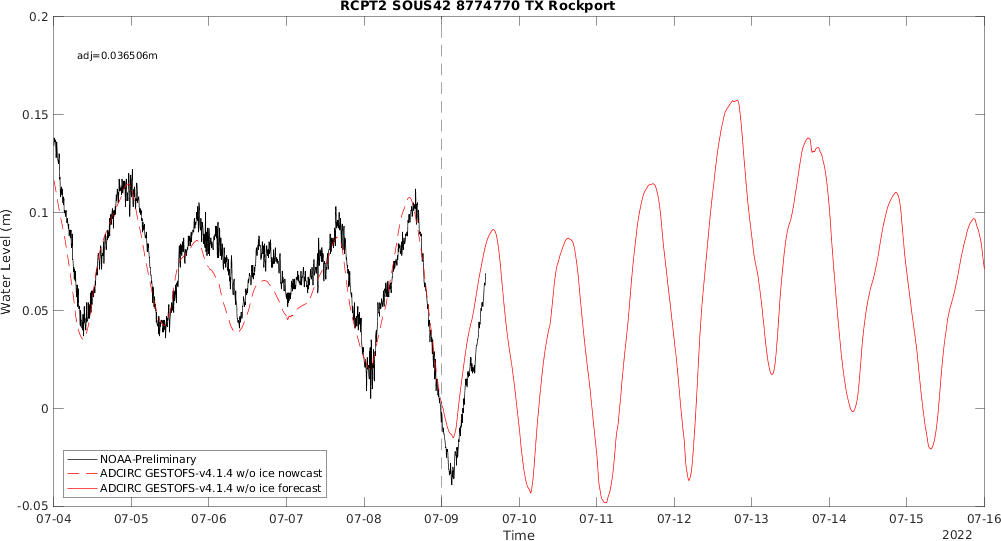 RCPT2 SOUS42 8774770 TX Rockport
0.2
adj=0.036506m
0.15
0.1
Water Level (m)
0.05
0
NOAA-Preliminary
ADCIRC GESTOFS-v4.1.4 w/o ice nowcast
ADCIRC GESTOFS-v4.1.4 w/o ice forecast
-0.05
07-04 07-05 07-06 07-07 07-08 07-09 07-10 07-11 07-12 07-13 07-14 07-15 07-16
Time
2022